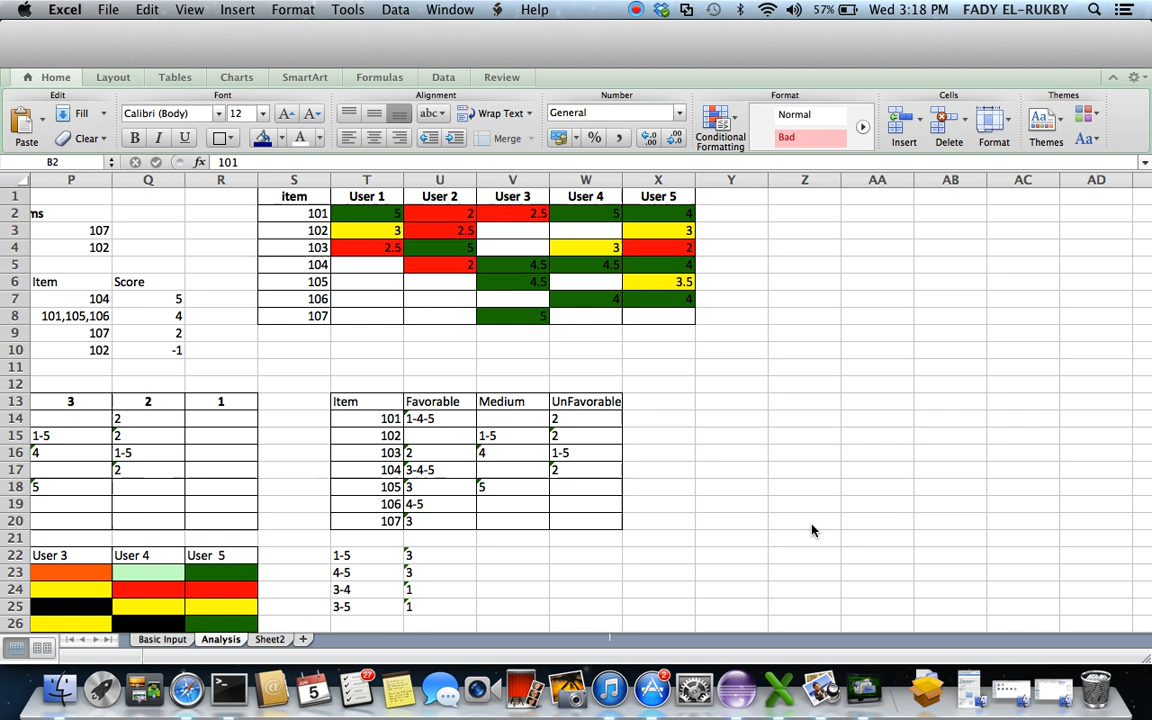 Excel File Edit View Insert Format Tools Data Window Help 57% Wed 3:18 PM FADY EL-RUKBY
Home Layout Tables Charts SmartArt Formulas Data Review
Edit Font Alignment Number Format Cells Themes
Fill Calibri (Body) 12 A A abc Wrap Text General Normal
Paste Clear B I U A Merge % Conditional Formatting Bad Insert Delete Format Themes Aa
B2 fx 101
P Q R S T U V W X Y Z AA AB AC AD
1 item User 1 User 2 User 3 User 4 User 5
2 ms 101 5 2 2.5 5 4
3 107 102 3 2.5 3
4 102 103 2.5 5 3 2
5 104 2 4.5 4.5 4
6 Item Score 105 4.5 3.5
7 104 5 106 4 4
8 101,105,106 4 107 5
9 107 2
10 102 -1
11
12
13 3 2 1 Item Favorable Medium UnFavorable
14 2 101 1-4-5 2
15 1-5 2 102 1-5 2
16 4 1-5 103 2 4 1-5
17 2 104 3-4-5 2
18 5 105 3 5
19 106 4-5
20 107 3
21
22 User 3 User 4 User 5 1-5 3
23 4-5 3
24 3-4 1
25 3-5 1
26
Basic Input Analysis Sheet2 +
JAN 5 27 2